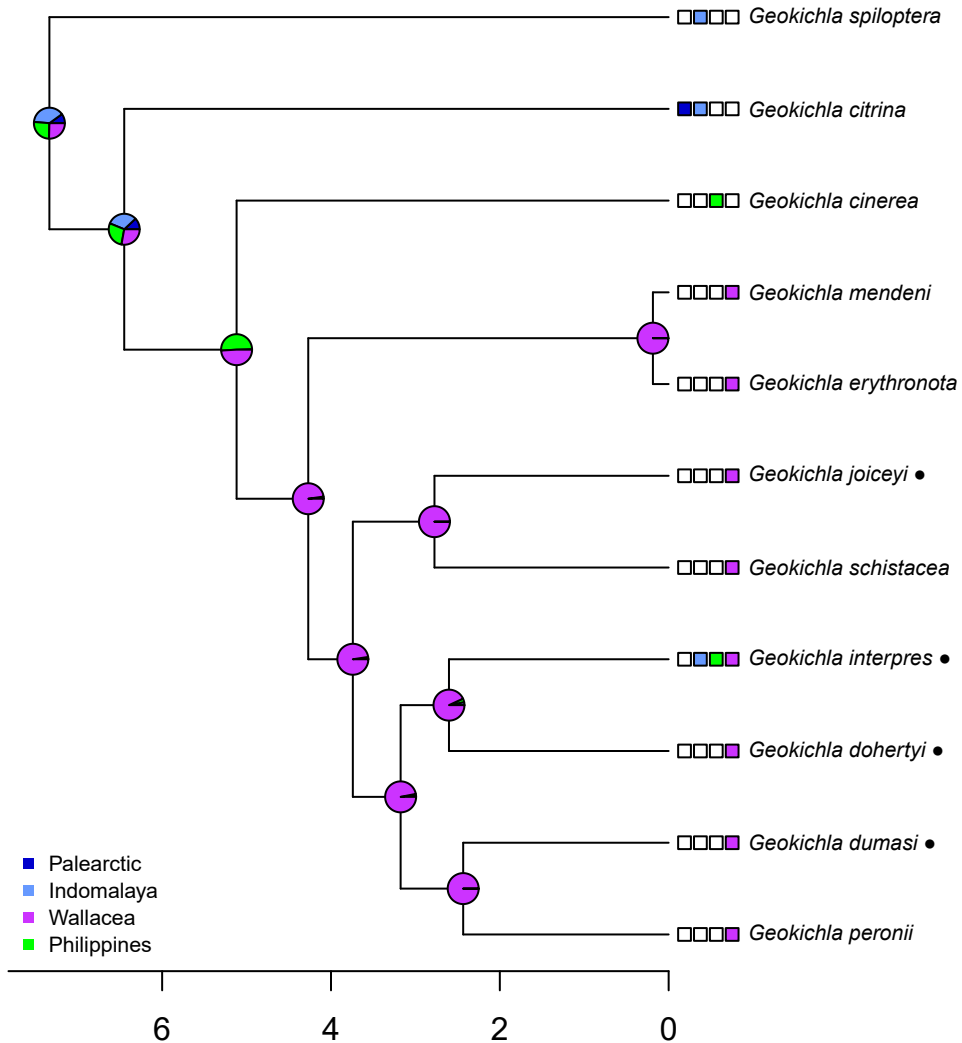 Geokichla spiloptera
Geokichla citrina
Geokichla cinerea
Geokichla mendeni
Geokichla erythronota
Geokichla joiceyi •
Geokichla schistacea
Geokichla interpres •
Geokichla dohertyi •
Geokichla dumasi •
Geokichla peronii
Palearctic
Indomalaya
Wallacea
Philippines
6 4 2 0